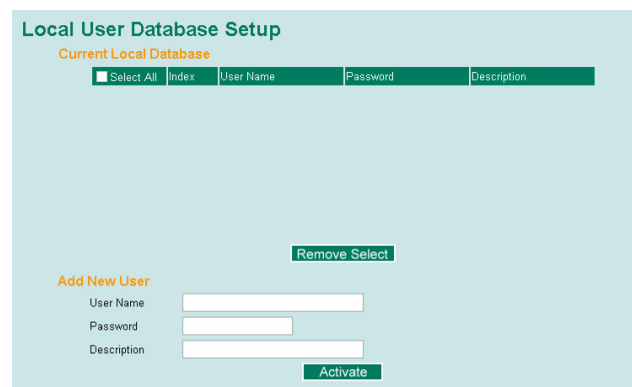 Local User Database Setup
Current Local Database
Select All Index User Name Password Description
Remove Select
Add New User
User Name
Password
Description
Activate